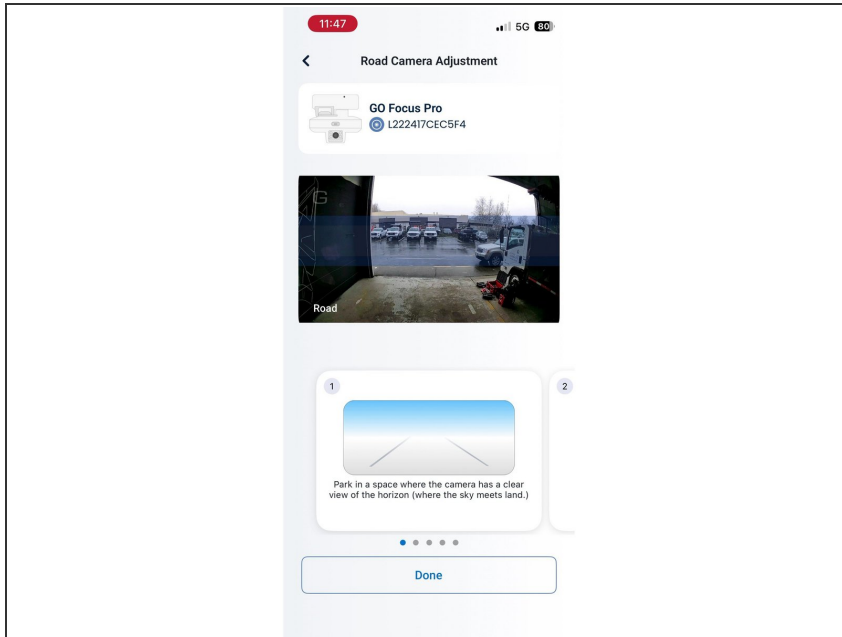 11:47
5G 80
Road Camera Adjustment
GO Focus Pro
L222417CEC5F4
G
Road
1
2
Park in a space where the camera has a clear
view of the horizon (where the sky meets land.)
Done